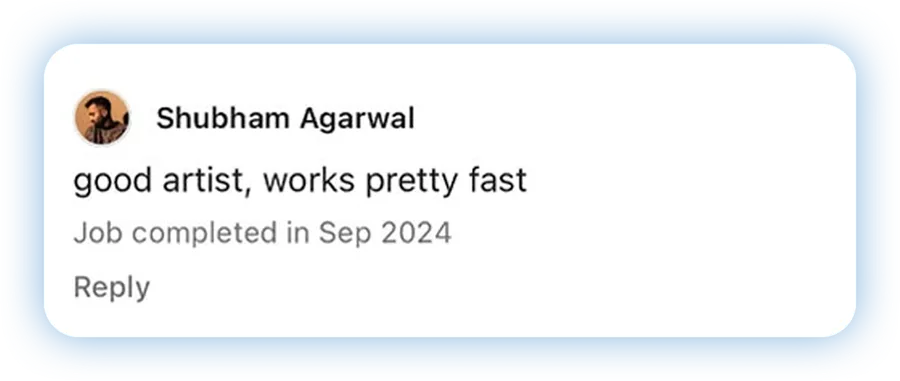 Shubham Agarwal
good artist, works pretty fast
Job completed in Sep 2024
Reply